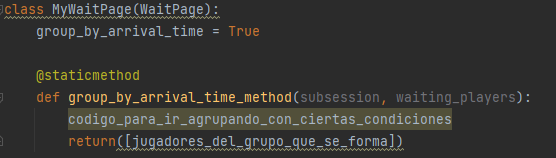 class MyWaitPage(WaitPage):
group_by_arrival_time = True
@staticmethod
def group_by_arrival_time_method(subsession, waiting_players):
codigo_para_ir_agrupando_con_ciertas_condiciones
return([jugadores_del_grupo_que_se_forma])